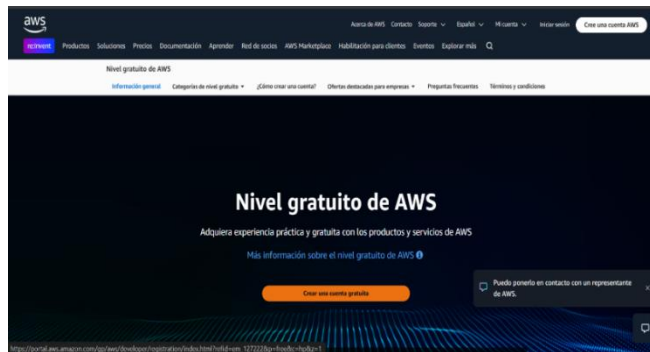 aws
Acerca de AWS Contacto Soporte Español Mi cuenta Iniciar sesión Cree una cuenta AWS
re:Invent Productos Soluciones Precios Documentación Aprender Red de socios AWS Marketplace Habilitación para clientes Eventos Explorar más
Nivel gratuito de AWS
Información general Categorías de nivel gratuito ¿Cómo crear una cuenta? Ofertas destacadas para empresas Preguntas frecuentes Términos y condiciones
Nivel gratuito de AWS
Adquiera experiencia práctica y gratuita con los productos y servicios de AWS
Más información sobre el nivel gratuito de AWS
Crear una cuenta gratuita
Puedo ponerlo en contacto con un representante
de AWS.